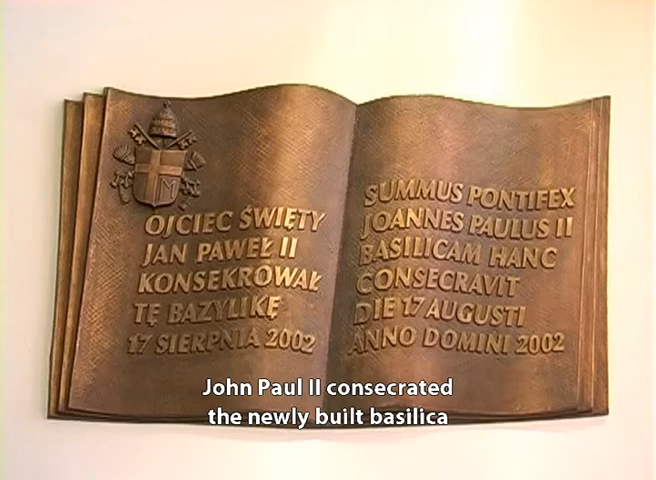 M
OJCIEC ŚWIĘTY
JAN PAWEŁ II
KONSEKROWAŁ
TĘ BAZYLIKĘ
17 SIERPNIA 2002
SUMMUS PONTIFEX
JOANNES PAULUS II
BASILICAM HANC
CONSECRAVIT
DIE 17 AUGUSTI
ANNO DOMINI 2002
John Paul II consecrated
the newly built basilica